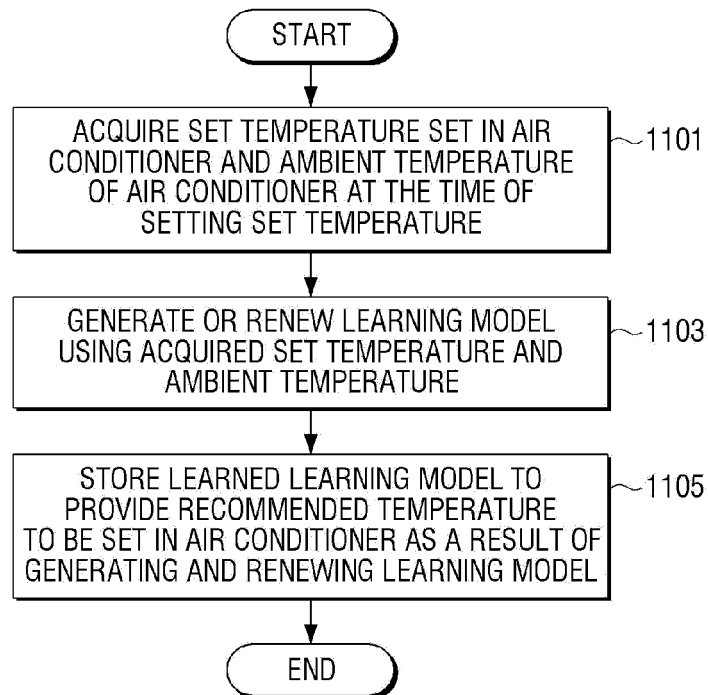 START
ACQUIRE SET TEMPERATURE SET IN AIR
CONDITIONER AND AMBIENT TEMPERATURE
OF AIR CONDITIONER AT THE TIME OF
SETTING SET TEMPERATURE
1101
GENERATE OR RENEW LEARNING MODEL
USING ACQUIRED SET TEMPERATURE AND
AMBIENT TEMPERATURE
1103
STORE LEARNED LEARNING MODEL TO
PROVIDE RECOMMENDED TEMPERATURE
TO BE SET IN AIR CONDITIONER AS A RESULT OF
GENERATING AND RENEWING LEARNING MODEL
1105
END